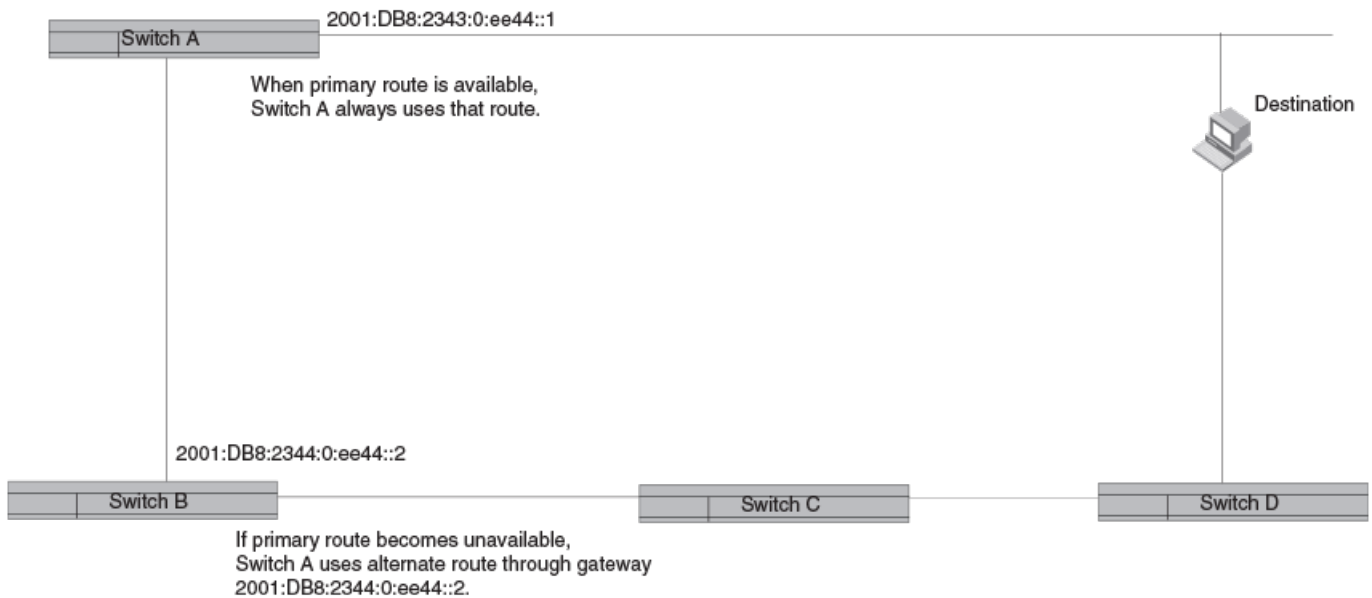 2001:DB8:2343:0:ee44::1
Switch A
When primary route is available,
Switch A always uses that route.
Destination
2001:DB8:2344:0:ee44::2
Switch B
Switch C
Switch D
If primary route becomes unavailable,
Switch A uses alternate route through gateway
2001:DB8:2344:0:ee44::2.